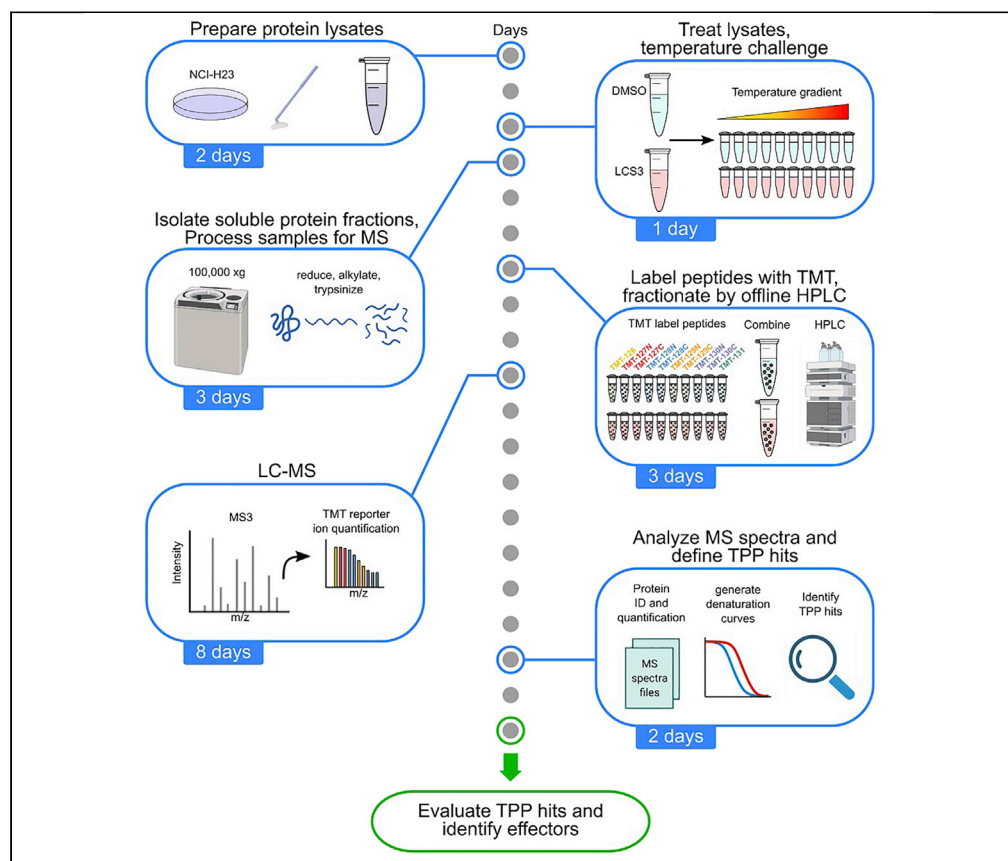 Days
Prepare protein lysates
NCI-H23
2 days
Treat lysates,
temperature challenge
DMSO
LCS3
Temperature gradient
1 day
Isolate soluble protein fractions,
Process samples for MS
100,000 xg
reduce, alkylate,
trypsinize
3 days
Label peptides with TMT,
fractionate by offline HPLC
TMT label peptides
Combine
HPLC
TMT-126
TMT-127N
TMT-127C
TMT-128N
TMT-128C
TMT-129N
TMT-129C
TMT-130N
TMT-130C
TMT-131
3 days
LC-MS
MS3
Intensity
m/z
TMT reporter
ion quantification
m/z
8 days
Analyze MS spectra and
define TPP hits
Protein
ID and
quantification
MS
spectra
files
generate
denaturation
curves
Identify
TPP hits
2 days
Evaluate TPP hits and
identify effectors